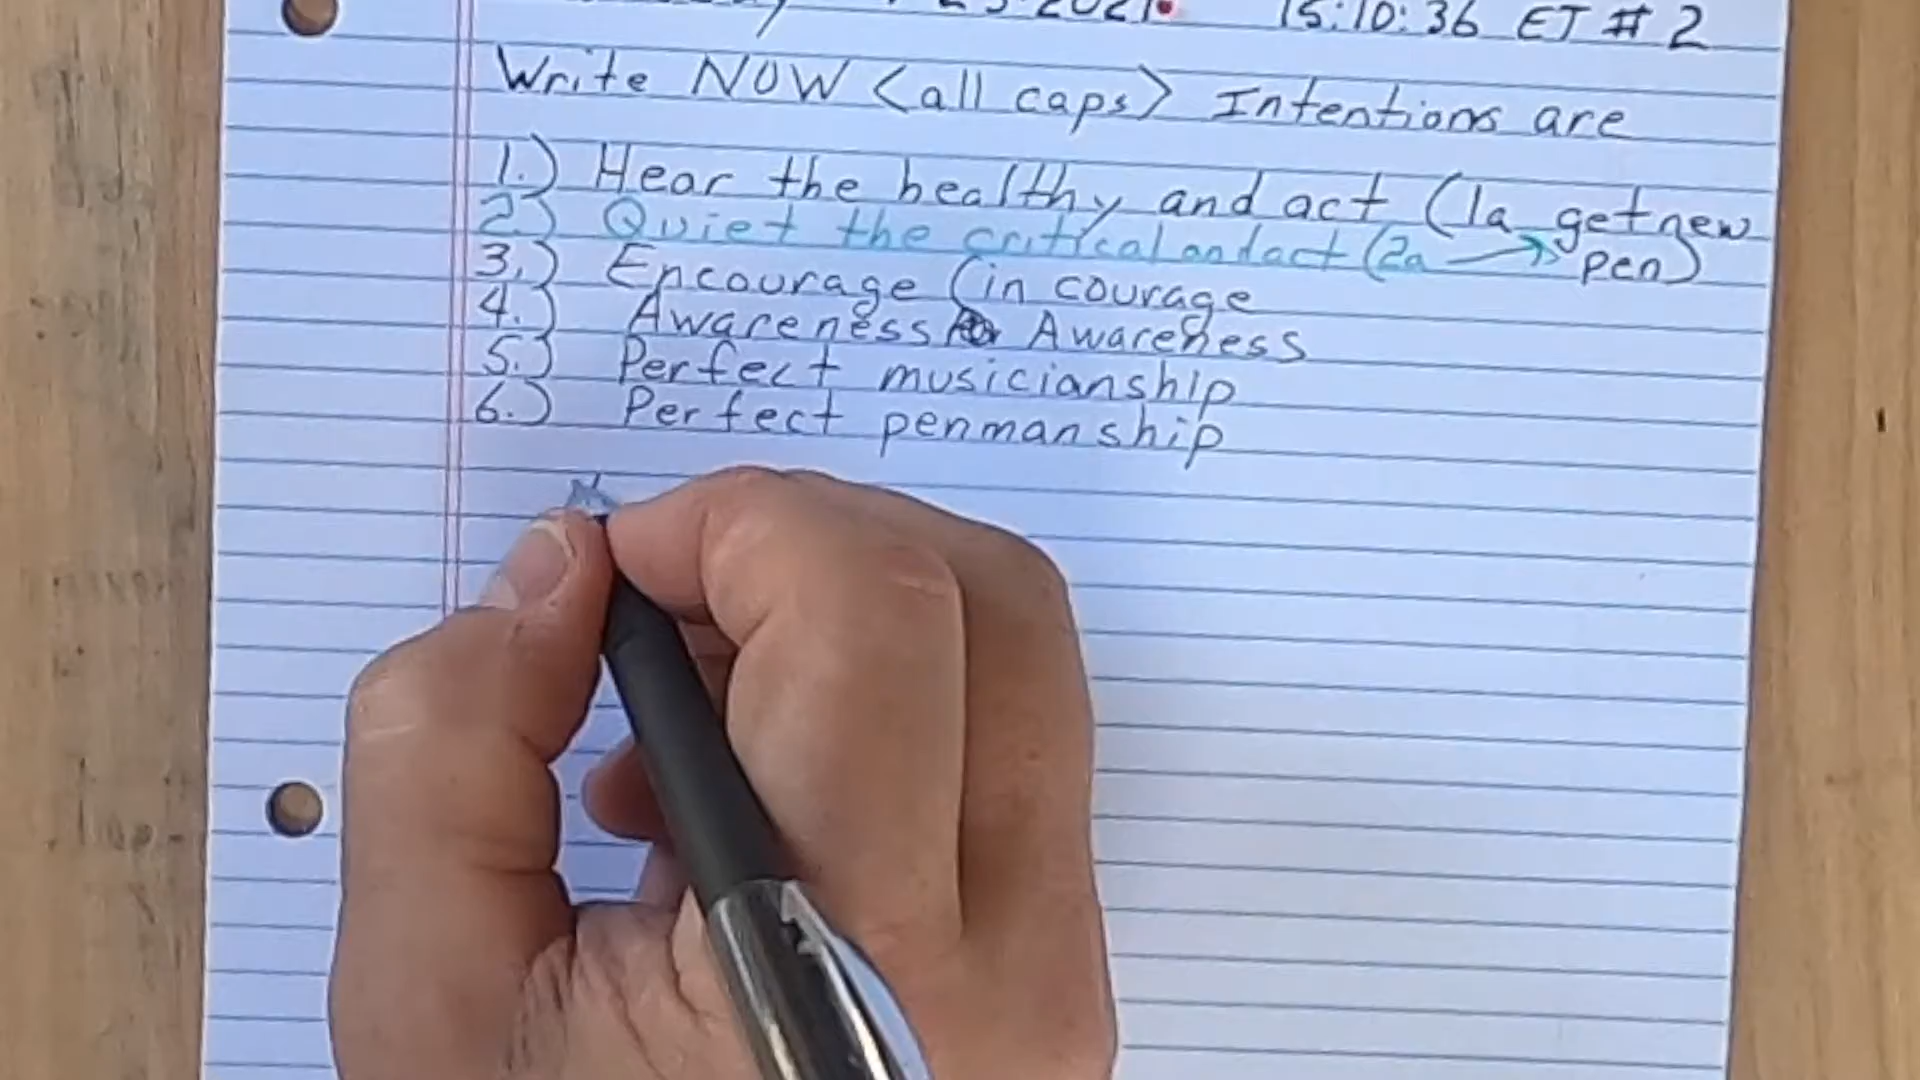 2021. 15:10:36 ET # 2
Write NOW <all caps> Intentions are
1.) Hear the healthy and act (1a get new
2.) Quiet the critical and act (2a → pen)
3.) Encourage (in courage
4.) Awareness Awareness
5.) Perfect musicianship
6.) Perfect penmanship